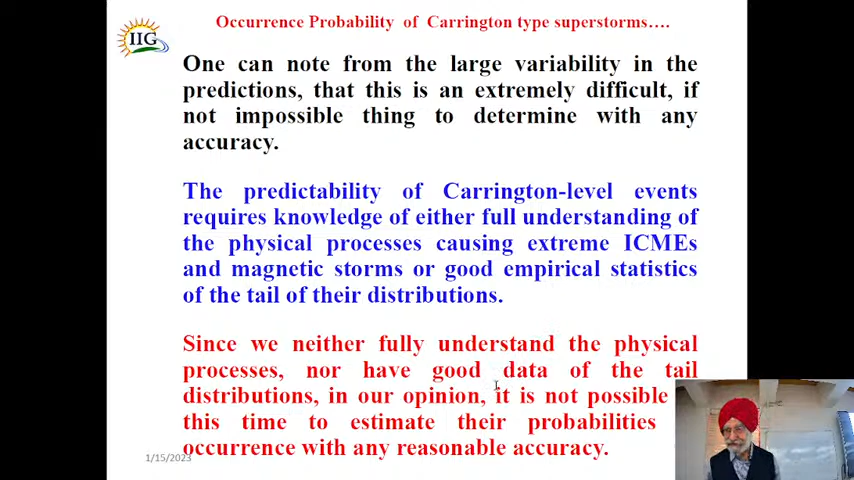 Occurrence Probability of Carrington type superstorms….
IIG
One can note from the large variability in the
predictions, that this is an extremely difficult, if
not impossible thing to determine with any
accuracy.
The predictability of Carrington-level events
requires knowledge of either full understanding of
the physical processes causing extreme ICMEs
and magnetic storms or good empirical statistics
of the tail of their distributions.
Since we neither fully understand the physical
processes, nor have good data of the tail
distributions, in our opinion, it is not possible
this time to estimate their probabilities
occurrence with any reasonable accuracy.
1/15/2023